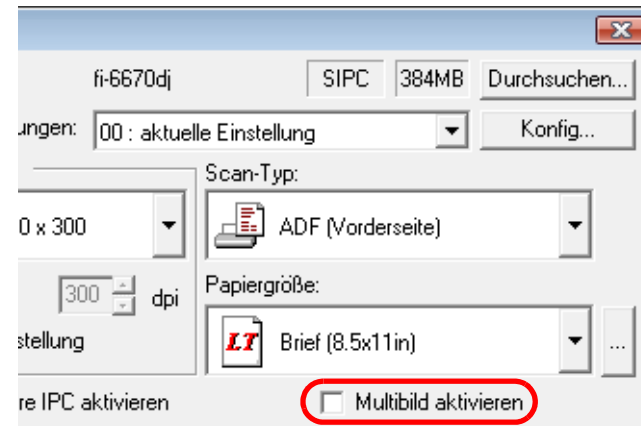 fi-6670dj SIPC 384MB Durchsuchen...
ungen: 00 : aktuelle Einstellung Konfig...
Scan-Typ:
0 x 300 ADF (Vorderseite)
300 dpi Papiergröße:
stellung LT Brief (8.5x11in) ...
re IPC aktivieren Multibild aktivieren